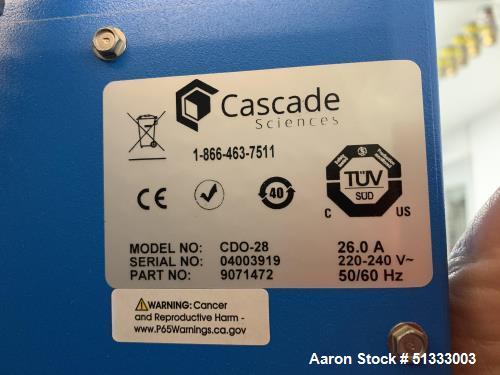 Cascade
Sciences
1-866-463-7511
CE
40
TÜV
SÜD
C US
MODEL NO: CDO-28 26.0 A
SERIAL NO: 04003919 220-240 V~
PART NO: 9071472 50/60 Hz
WARNING: Cancer
and Reproductive Harm -
www.P65Warnings.ca.gov
Aaron Stock # 51333003